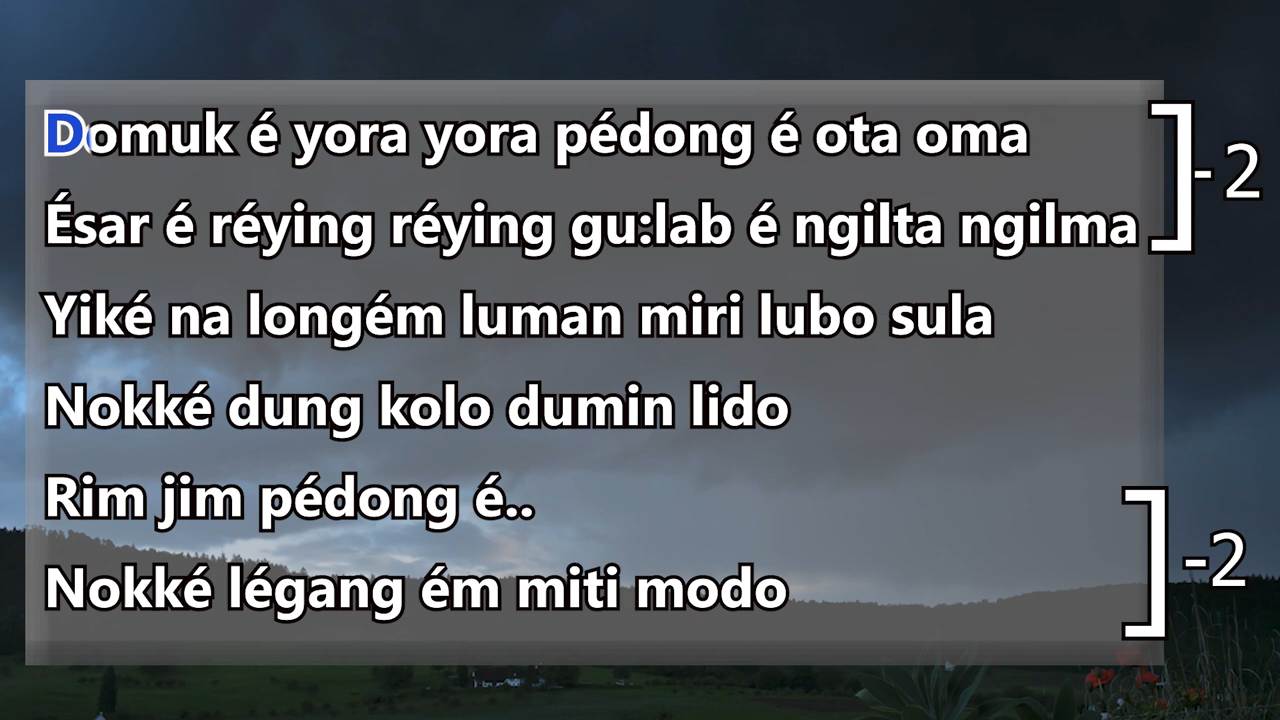 Domuk é yora yora pédong é ota oma
Ésar é réying réying gu:lab é ngilta ngilma
]-2
Yiké na longém luman miri lubo sula
Nokké dung kolo dumin lido
Rim jim pédong é..
Nokké légang ém miti modo
]-2